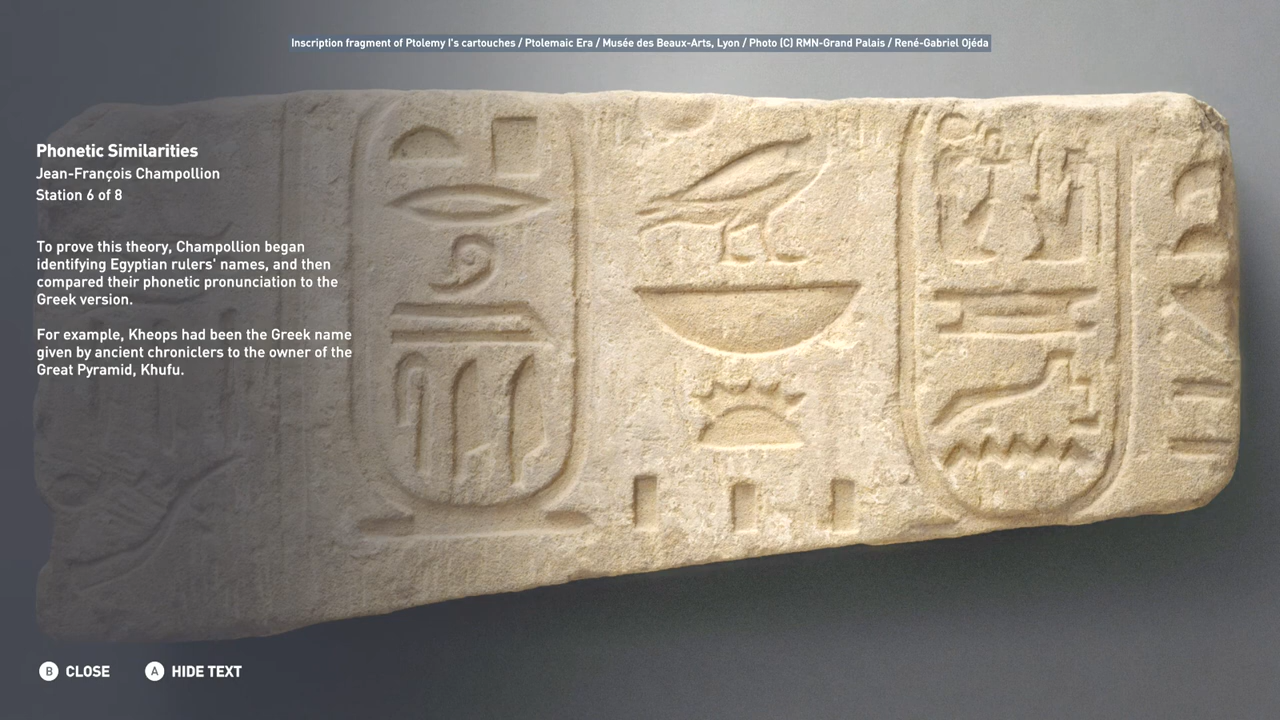 Inscription fragment of Ptolemy I's cartouches / Ptolemaic Era / Musée des Beaux-Arts, Lyon / Photo (C) RMN-Grand Palais / René-Gabriel Ojéda
Phonetic Similarities
Jean-François Champollion
Station 6 of 8
To prove this theory, Champollion began
identifying Egyptian rulers' names, and then
compared their phonetic pronunciation to the
Greek version.
For example, Kheops had been the Greek name
given by ancient chroniclers to the owner of the
Great Pyramid, Khufu.
B CLOSE
A HIDE TEXT